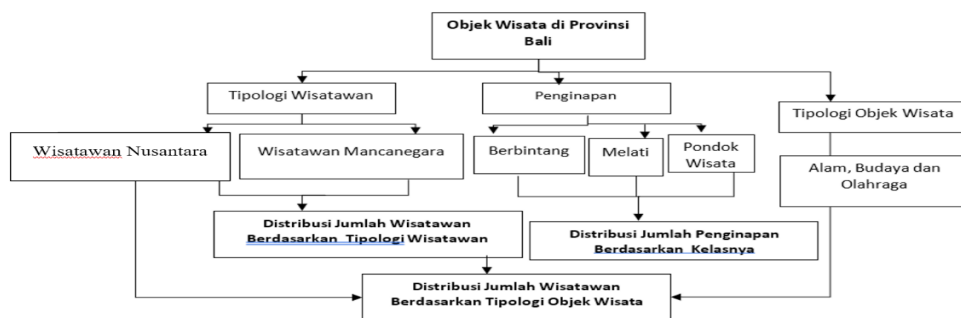 Objek Wisata di Provinsi
Bali
Tipologi Wisatawan
Penginapan
Tipologi Objek Wisata
Wisatawan Nusantara
Wisatawan Mancanegara
Berbintang
Melati
Pondok
Wisata
Alam, Budaya dan
Olahraga
Distribusi Jumlah Wisatawan
Berdasarkan Tipologi Wisatawan
Distribusi Jumlah Penginapan
Berdasarkan Kelasnya
Distribusi Jumlah Wisatawan
Berdasarkan Tipologi Objek Wisata